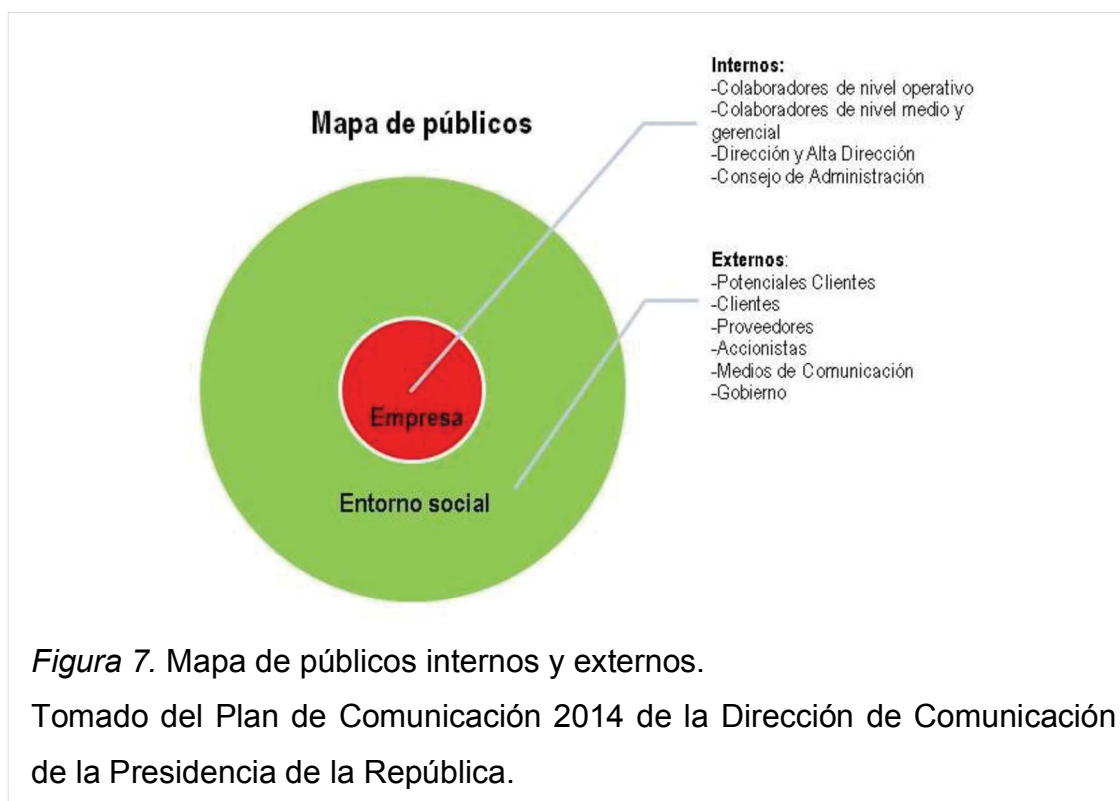 Mapa de públicos
Internos:
-Colaboradores de nivel operativo
-Colaboradores de nivel medio y
gerencial
-Dirección y Alta Dirección
-Consejo de Administración
Externos:
-Potenciales Clientes
-Clientes
-Proveedores
-Accionistas
-Medios de Comunicación
-Gobierno
Empresa
Entorno social
Figura 7. Mapa de públicos internos y externos.
Tomado del Plan de Comunicación 2014 de la Dirección de Comunicación
de la Presidencia de la República.